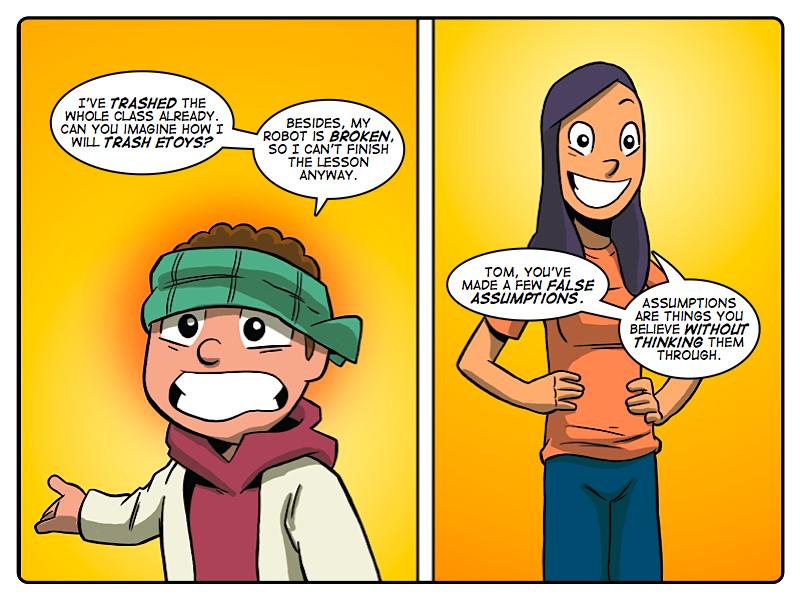 I'VE TRASHED THE
WHOLE CLASS ALREADY.
CAN YOU IMAGINE HOW I
WILL TRASH ETOYS?
BESIDES, MY
ROBOT IS BROKEN,
SO I CAN'T FINISH
THE LESSON
ANYWAY.
TOM, YOU'VE
MADE A FEW FALSE
ASSUMPTIONS.
ASSUMPTIONS
ARE THINGS YOU
BELIEVE WITHOUT
THINKING THEM
THROUGH.